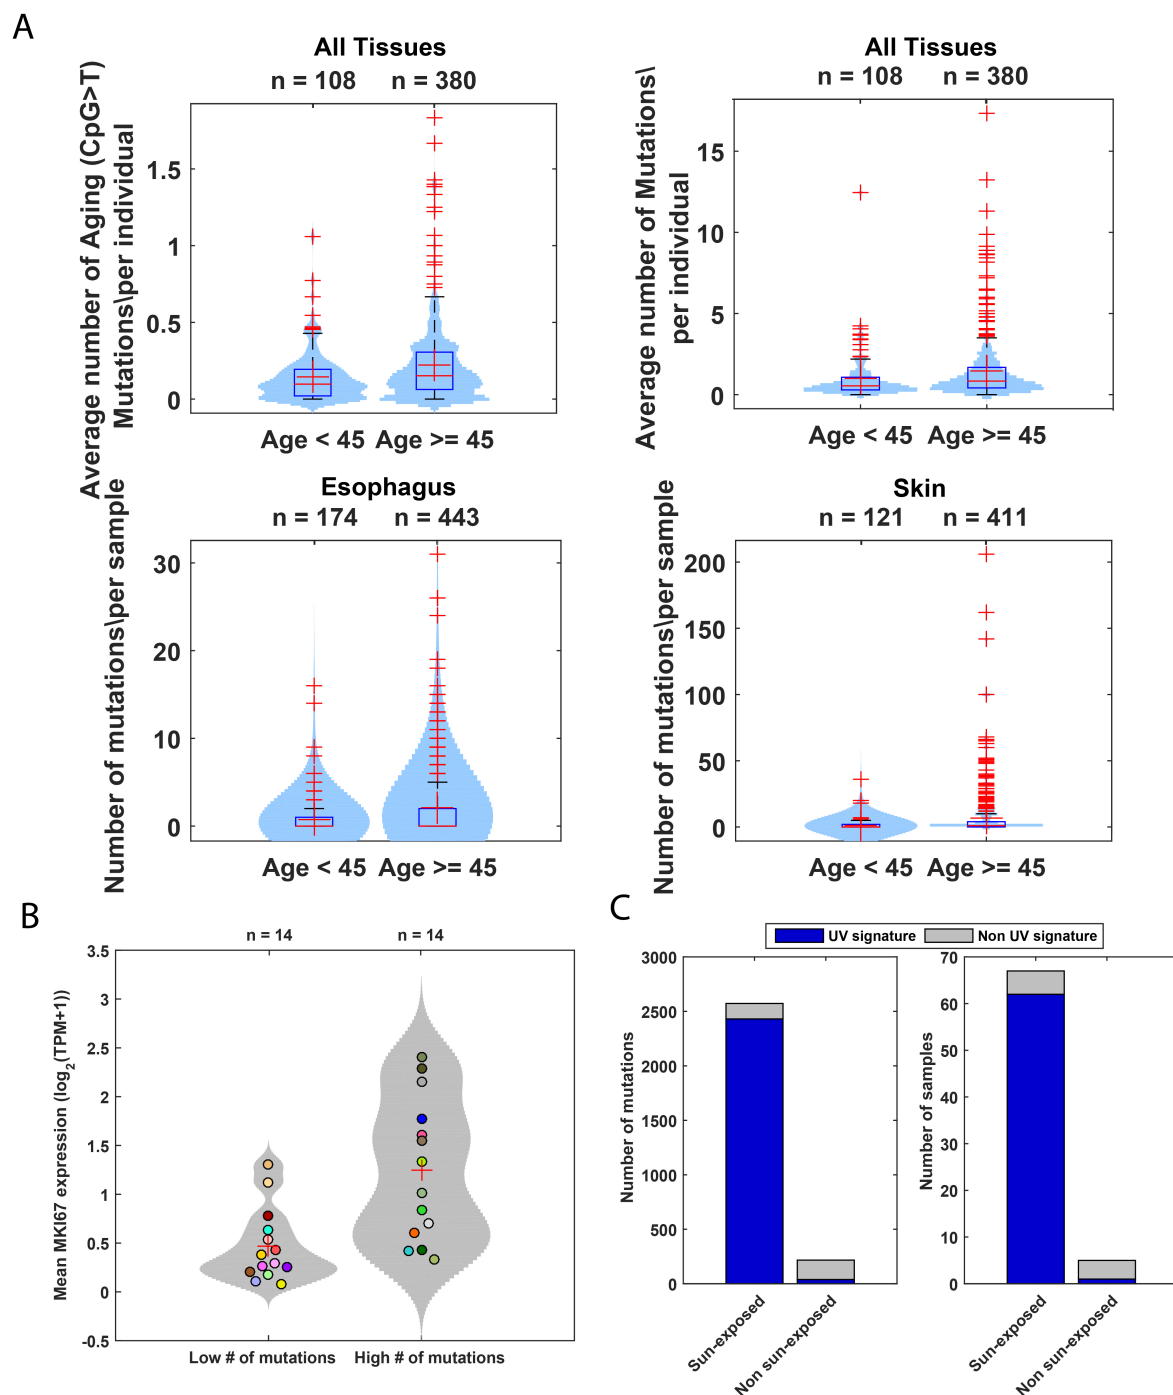 A
All Tissues
n = 108 n = 380
Average number of Aging (CpG>T)
Mutations\per individual
1.5
1
0.5
0
Age < 45 Age >= 45
All Tissues
n = 108 n = 380
Average number of Mutations\
per individual
15
10
5
0
Age < 45 Age >= 45
Esophagus
n = 174 n = 443
Number of mutations\per sample
30
20
10
0
Age < 45 Age >= 45
Skin
n = 121 n = 411
Number of mutations\per sample
200
150
100
50
0
Age < 45 Age >= 45
B
n = 14 n = 14
Mean MKI67 expression (log2(TPM+1))
3.5
3
2.5
2
1.5
1
0.5
0
-0.5
Low # of mutations High # of mutations
C
UV signature Non UV signature
Number of mutations
3000
2500
2000
1500
1000
500
0
Sun-exposed
Non sun-exposed
Number of samples
70
60
50
40
30
20
10
0
Sun-exposed
Non sun-exposed